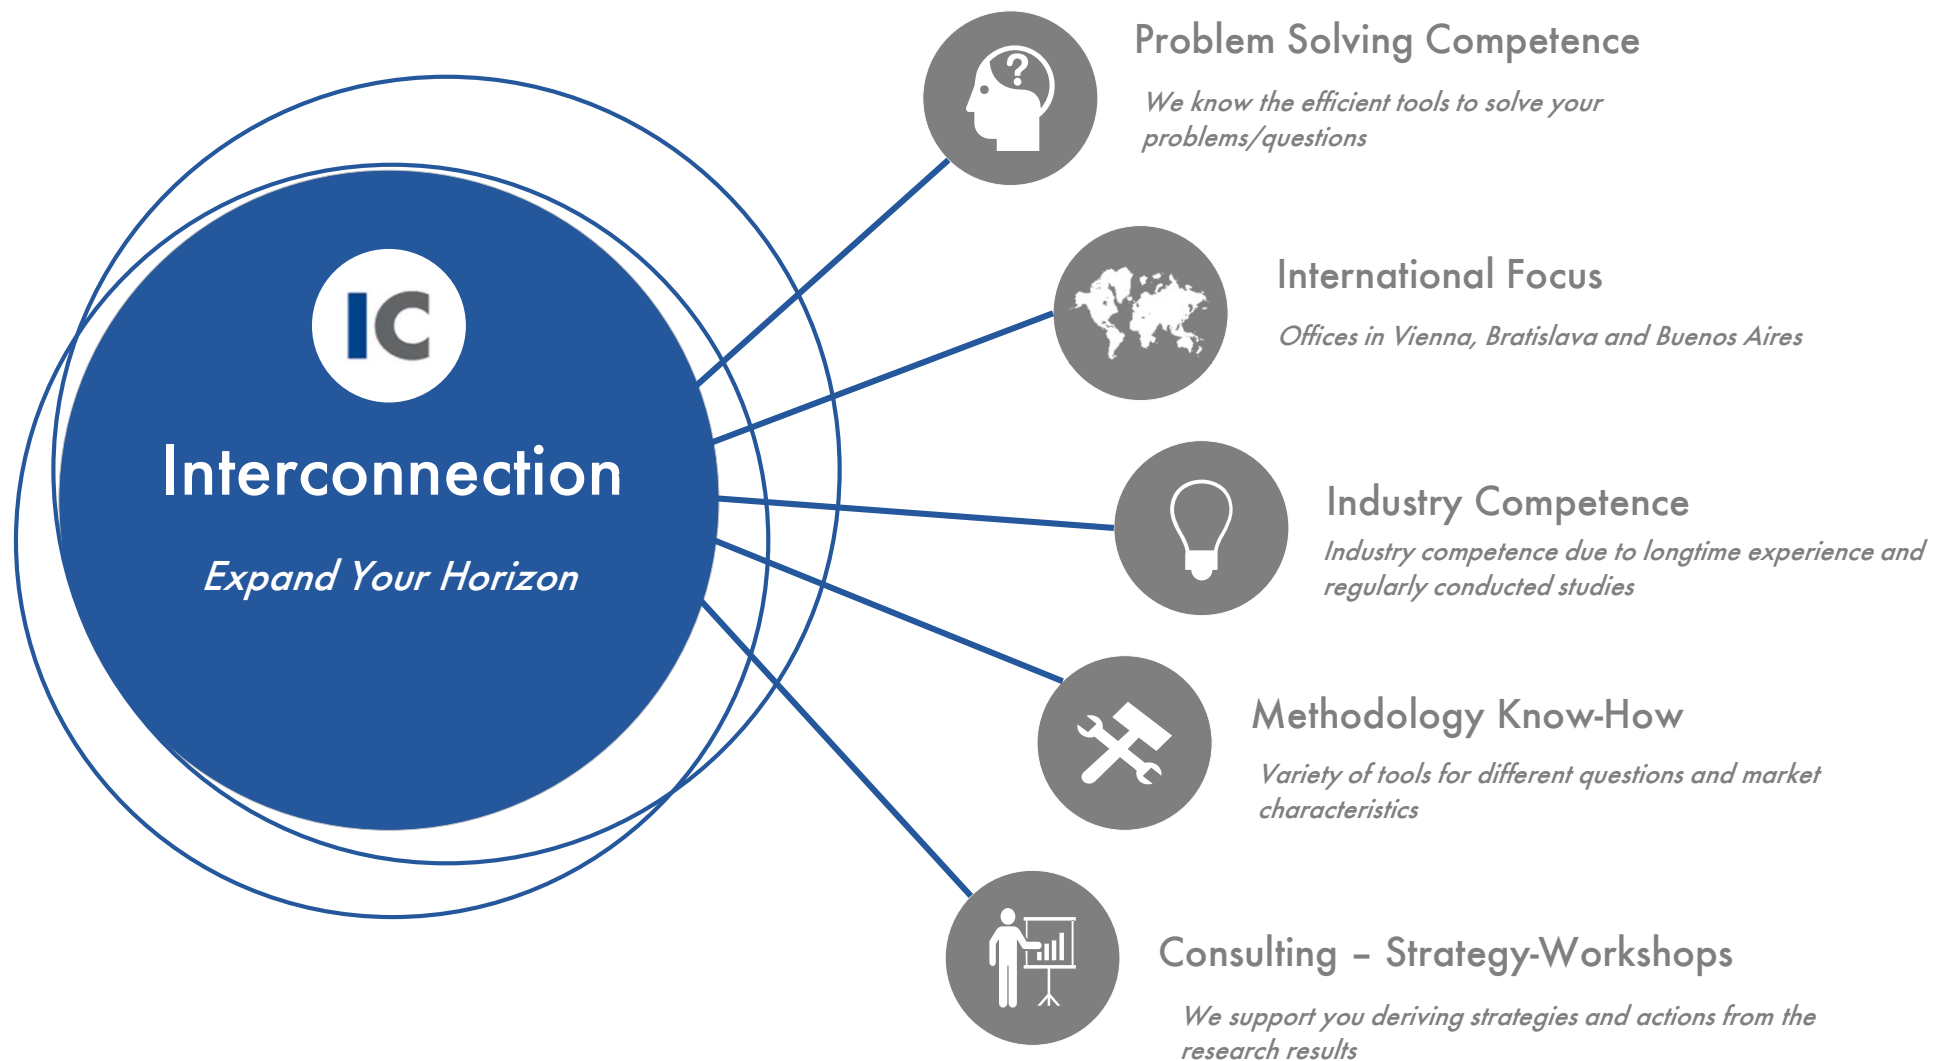 IC
Interconnection
Expand Your Horizon
?
Problem Solving Competence
We know the efficient tools to solve your
problems/questions
International Focus
Offices in Vienna, Bratislava and Buenos Aires
Industry Competence
Industry competence due to longtime experience and
regularly conducted studies
Methodology Know-How
Variety of tools for different questions and market
characteristics
Consulting – Strategy-Workshops
We support you deriving strategies and actions from the
research results